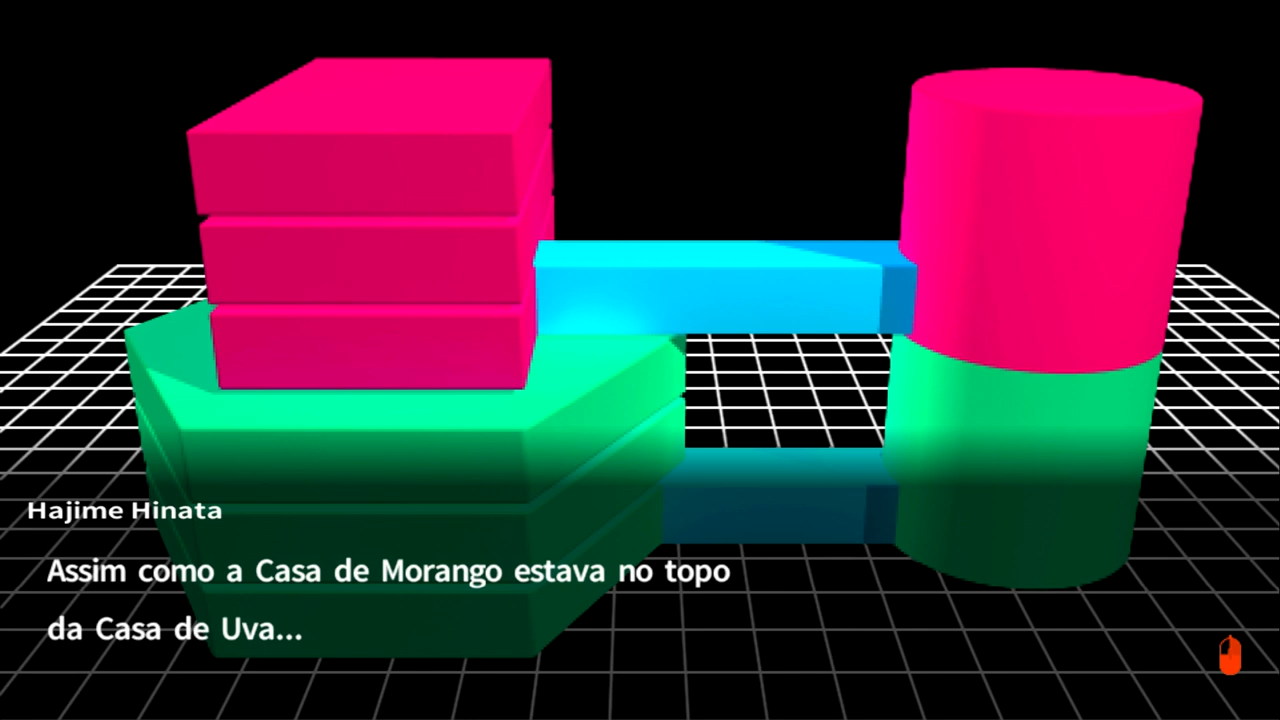 Hajime Hinata
Assim como a Casa de Morango estava no topo
da Casa de Uva...